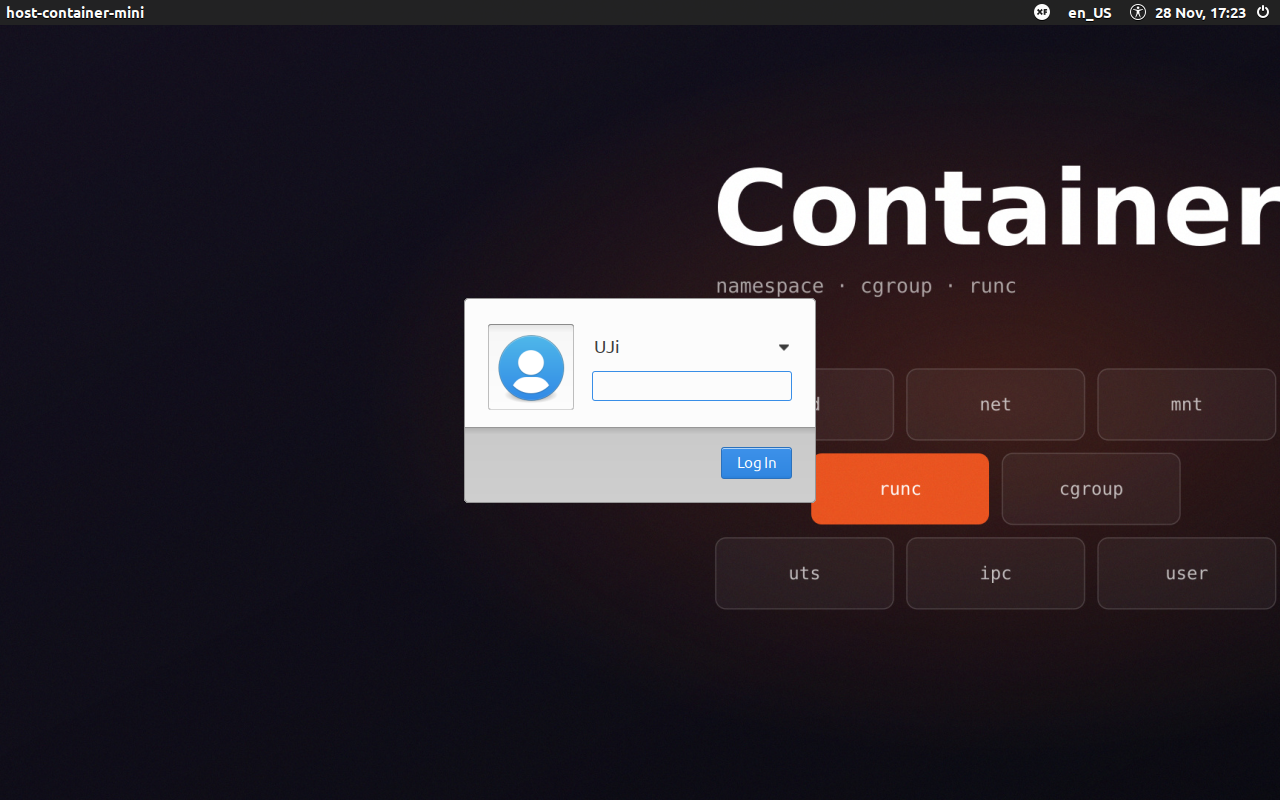 host-container-mini
XF en_US 28 Nov, 17:23
Container
namespace · cgroup · runc
UJi
Log In
net mnt
runc cgroup
uts ipc user